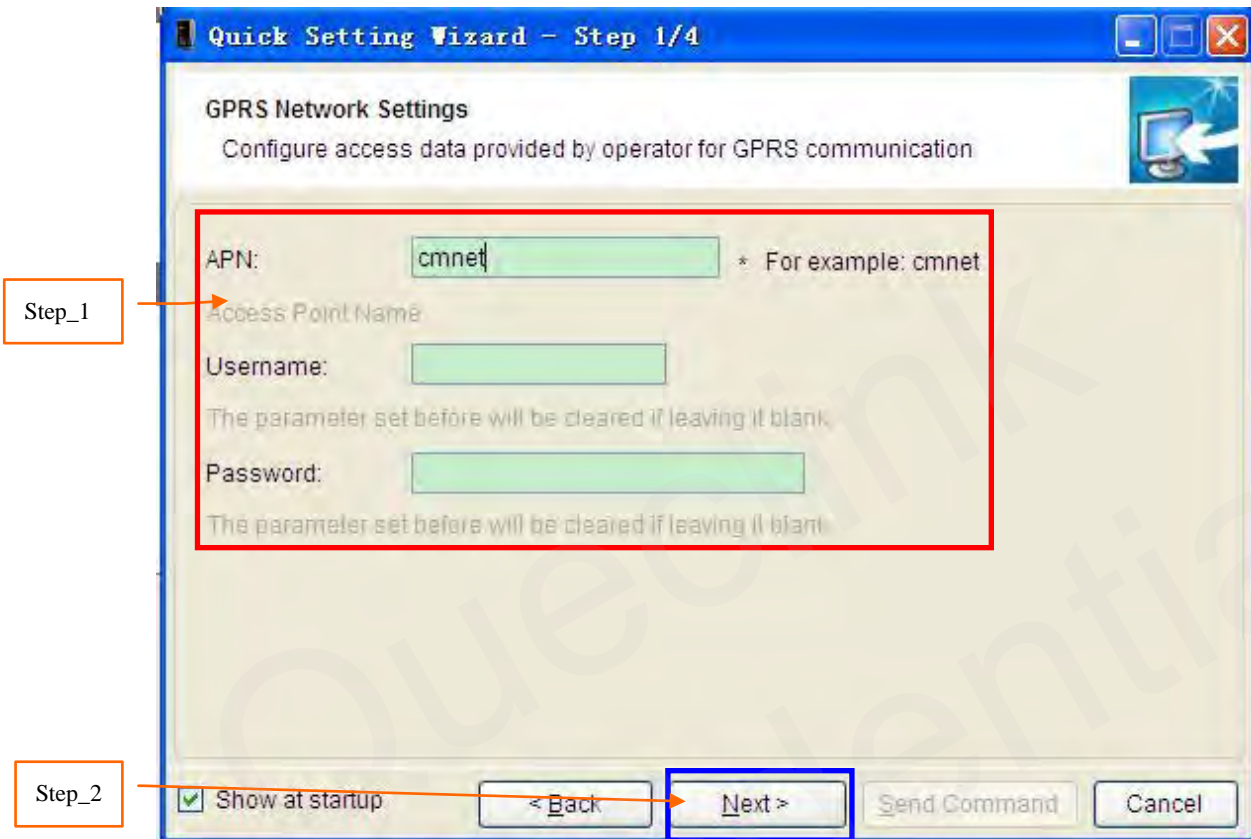 Quick Setting Wizard - Step 1/4
GPRS Network Settings
Configure access data provided by operator for GPRS communication
APN:
cmnet
* For example: cmnet
Step_1
Access Point Name
Username:
The parameter set before will be cleared if leaving it blank.
Password:
The parameter set before will be cleared if leaving it blank.
Step_2
Show at startup
< Back
Next >
Send Command
Cancel
Queclink